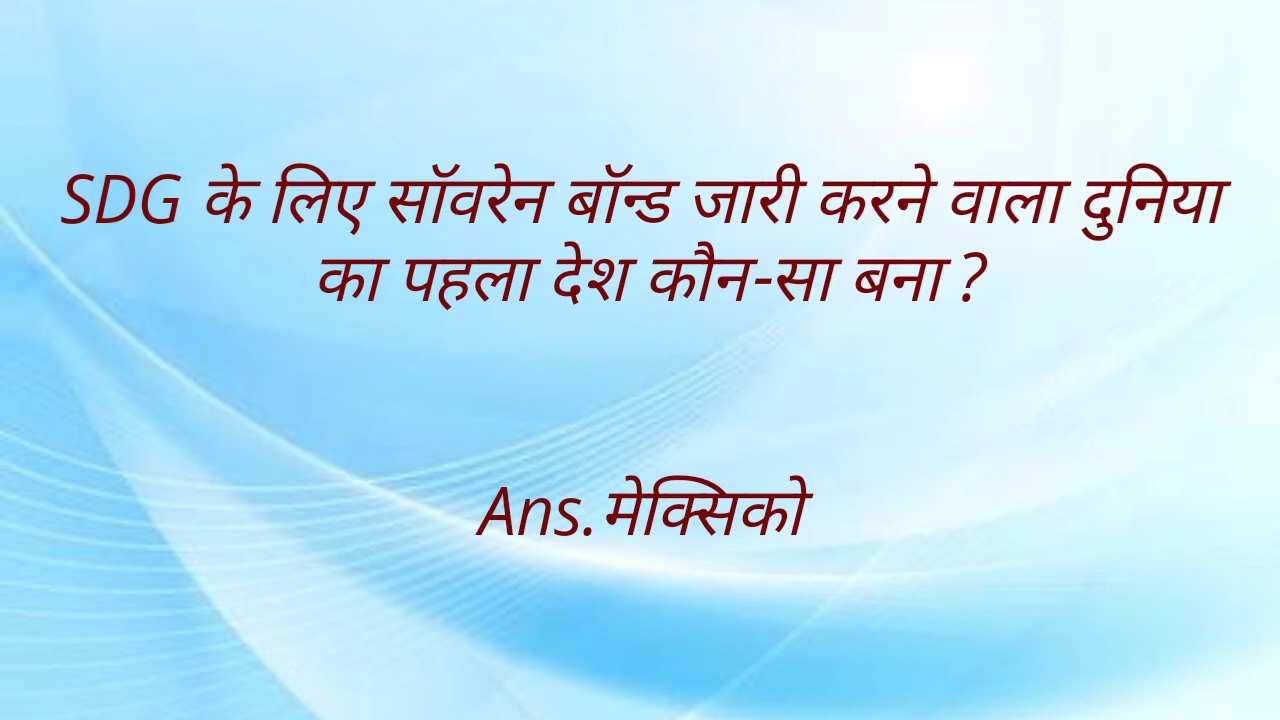 SDG के लिए सॉवरेन बॉन्ड जारी करने वाला दुनिया
का पहला देश कौन-सा बना ?
Ans.मेक्सिको